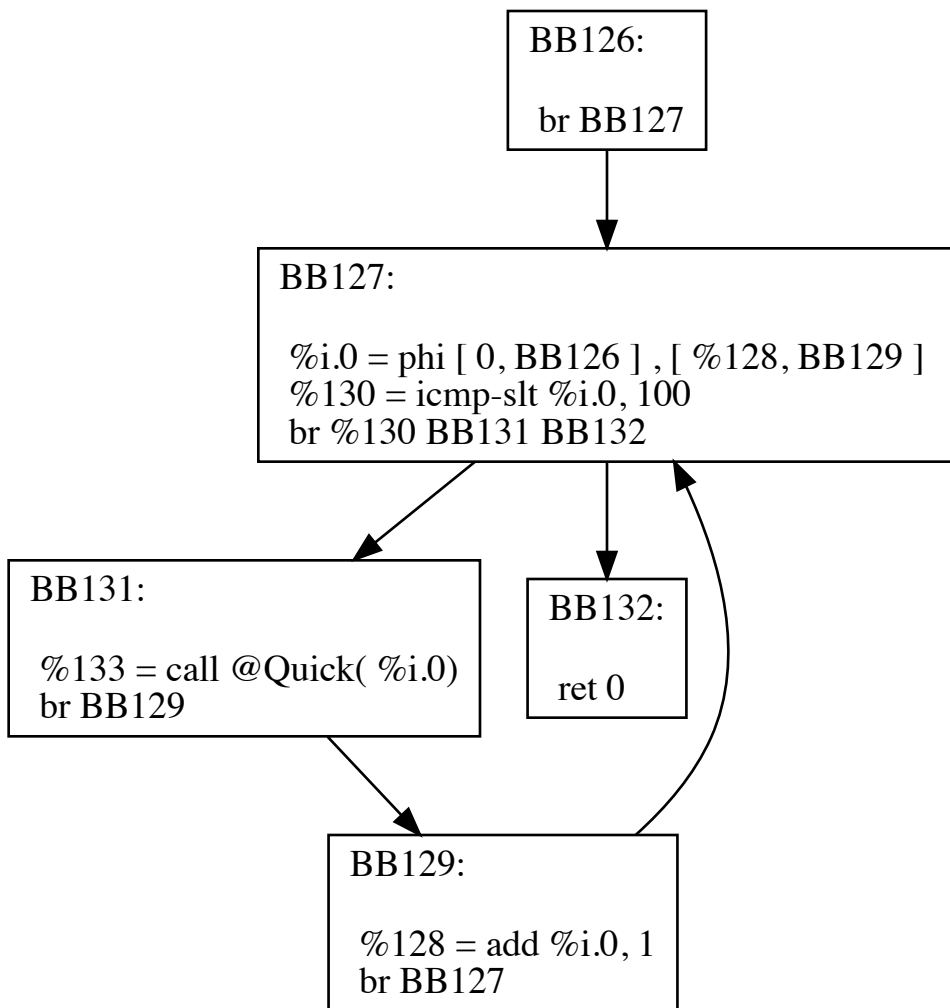 BB126:
br BB127
BB127:
%i.0 = phi [ 0, BB126 ] , [ %128, BB129 ]
%130 = icmp-slt %i.0, 100
br %130 BB131 BB132
BB131:
%133 = call @Quick( %i.0)
br BB129
BB132:
ret 0
BB129:
%128 = add %i.0, 1
br BB127